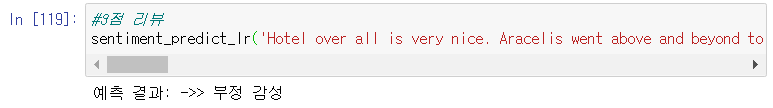 In [119]:
#3점 리뷰
sentiment_predict_lr('Hotel over all is very nice. Aracelis went above and beyond to
예측 결과: ->> 부정 감성